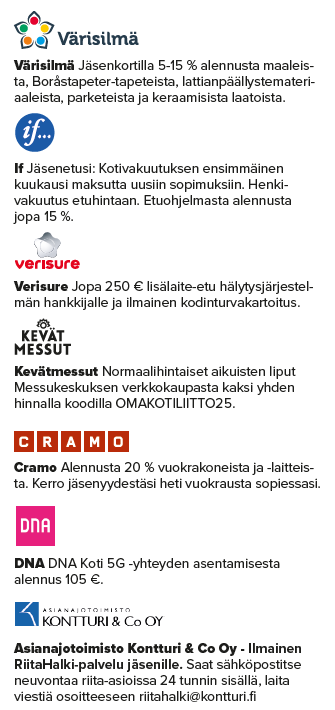 Värisilmä
Värisilmä Jäsenkortilla 5-15 % alennusta maaleis-
ta, Boråstapeter-tapeteista, lattianpäällystemateri-
aaleista, parketeista ja keraamisista laatoista.
if...
If Jäsenetusi: Kotivakuutuksen ensimmäinen
kuukausi maksutta uusiin sopimuksiin. Henki-
vakuutus etuhintaan. Etuohjelmasta alennusta
jopa 15 %.
verisure
Verisure Jopa 250 € lisälaite-etu hälytysjärjestel-
män hankkijalle ja ilmainen kodinturvakartoitus.
KEVÄT
MESSUT
Kevätmessut Normaalihintaiset aikuisten liput
Messukeskuksen verkkokaupasta kaksi yhden
hinnalla koodilla OMAKOTILIITTO25.
CRAMO
Cramo Alennusta 20 % vuokrakoneista ja -laitteis-
ta. Kerro jäsenyydestäsi heti vuokrausta sopiessasi.
DNA
DNA DNA Koti 5G -yhteyden asentamisesta
alennus 105 €.
ASIANAJOTOIMISTO
KONTTURI & Co OY
Asianajotoimisto Kontturi & Co Oy - Ilmainen
RiitaHalki-palvelu jäsenille. Saat sähköpostitse
neuvontaa riita-asioissa 24 tunnin sisällä, laita
viestiä osoitteeseen riitahalki@kontturi.fi